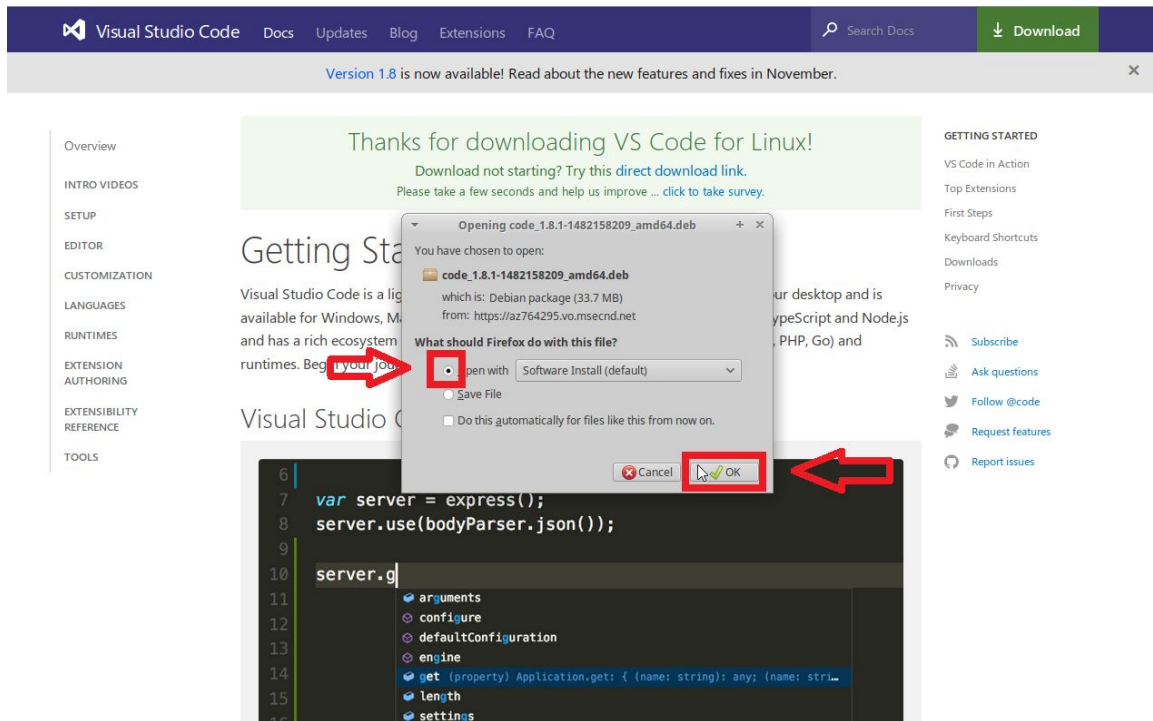 Visual Studio Code Docs Updates Blog Extensions FAQ Search Docs Download
Version 1.8 is now available! Read about the new features and fixes in November.
Overview
INTRO VIDEOS
SETUP
EDITOR
CUSTOMIZATION
LANGUAGES
RUNTIMES
EXTENSION
AUTHORING
EXTENSIBILITY
REFERENCE
TOOLS
Thanks for downloading VS Code for Linux!
Download not starting? Try this direct download link.
Please take a few seconds and help us improve ... click to take survey.
Getting
Visual Studio Code is a
available for Windows,
and has a rich ecosystem
runtimes.
ur desktop and is
ypeScript and Node.js
, PHP, Go) and
Visual Studio
Opening code_1.8.1-1482158209_amd64.deb
You have chosen to open:
code_1.8.1-1482158209_amd64.deb
which is: Debian package (33.7 MB)
from: https://az764295.vo.msecnd.net
What should Firefox do with this file?
pen with Software Install (default)
Save File
Do this automatically for files like this from now on.
Cancel OK
6
7 var server = express();
8 server.use(bodyParser.json());
9
10 server.g
11 arguments
12 configure
13 defaultConfiguration
engine
14 get (property) Application.get: { (name: string): any; (name: stri…
15 length
16 settings
GETTING STARTED
VS Code in Action
Top Extensions
First Steps
Keyboard Shortcuts
Downloads
Privacy
Subscribe
Ask questions
Follow @code
Request features
Report issues